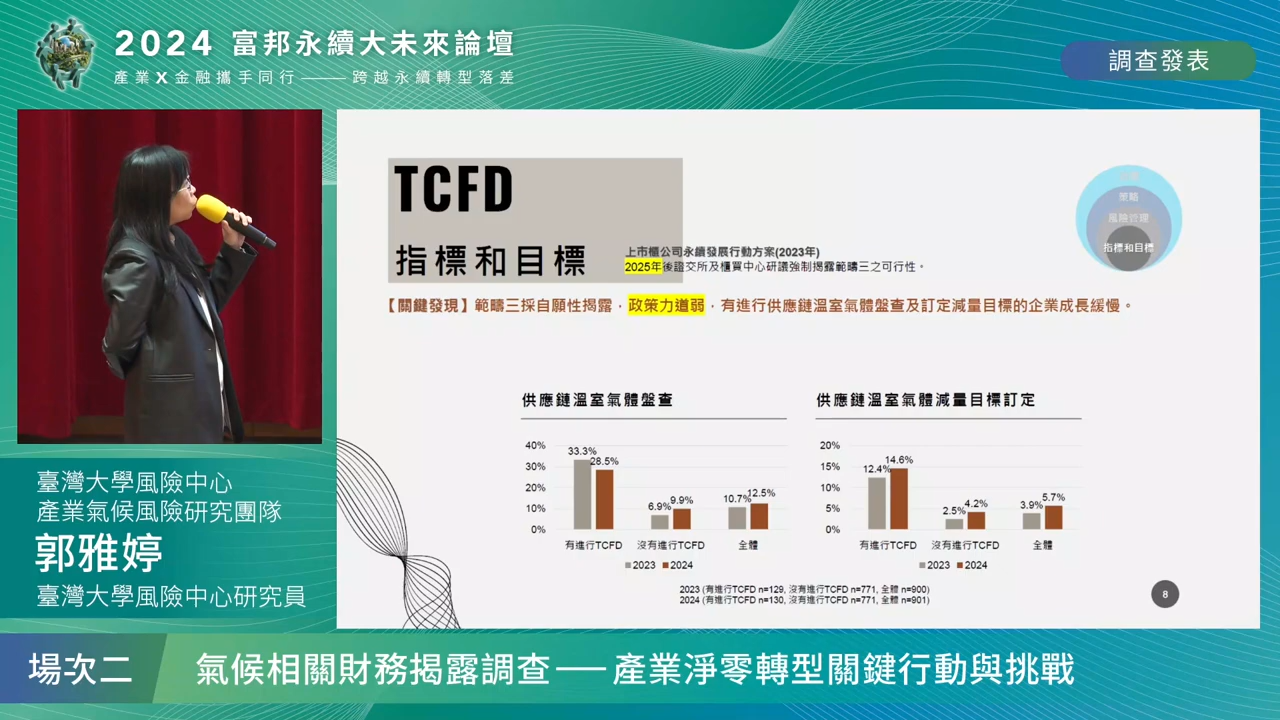 2024 富邦永續大未來論壇
產業X金融攜手同行——跨越永續轉型落差
調查發表
TCFD
指標和目標
上市櫃公司永續發展行動方案(2023年)
2025年後證交所及櫃買中心研議強制揭露範疇三之可行性。
策略
風險管理
指標和目標
【關鍵發現】範疇三採自願性揭露，政策力道弱，有進行供應鏈溫室氣體盤查及訂定減量目標的企業成長緩慢。
供應鏈溫室氣體盤查
40%
30%
20%
10%
0%
33.3%
28.5%
6.9%
9.9%
10.7%
12.5%
有進行TCFD 沒有進行TCFD 全體
2023 2024
供應鏈溫室氣體減量目標訂定
20%
15%
10%
5%
0%
12.4%
14.6%
2.5%
4.2%
3.9%
5.7%
有進行TCFD 沒有進行TCFD 全體
2023 2024
2023 (有進行TCFD n=129, 沒有進行TCFD n=771, 全體 n=900)
2024 (有進行TCFD n=130, 沒有進行TCFD n=771, 全體 n=901)
8
臺灣大學風險中心
產業氣候風險研究團隊
郭雅婷
臺灣大學風險中心研究員
場次二
氣候相關財務揭露調查——產業淨零轉型關鍵行動與挑戰